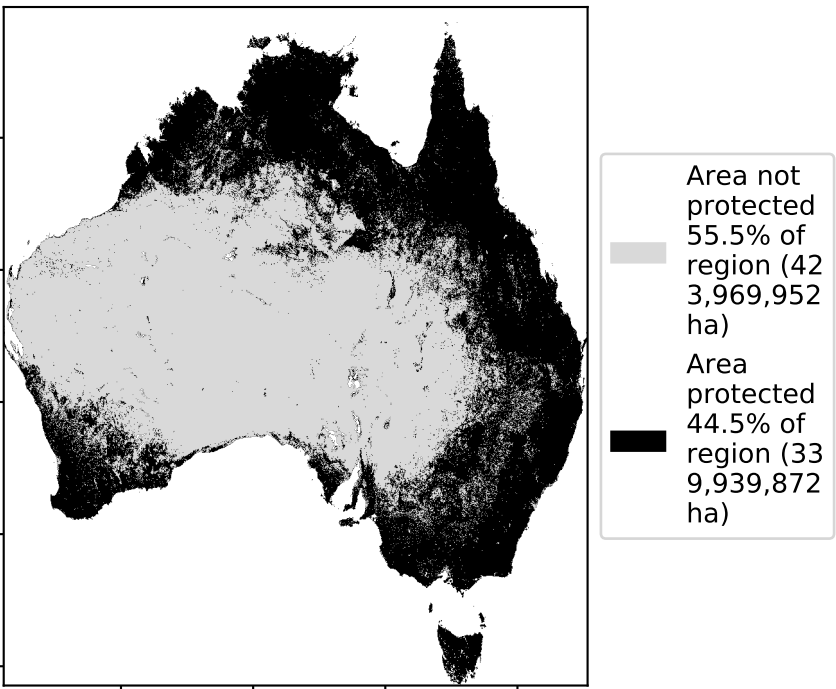 Area not
protected
55.5% of
region (42
3,969,952
ha)
Area
protected
44.5% of
region (33
9,939,872
ha)